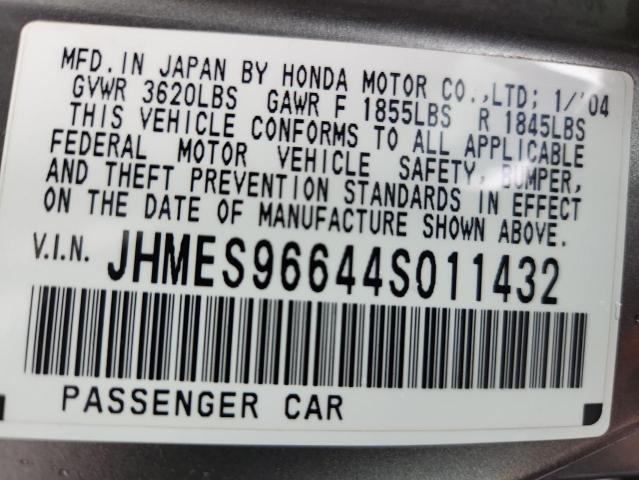 MFD. IN JAPAN BY HONDA MOTOR CO.,LTD; 1/'04
GVWR 3620LBS GAWR F 1855LBS R 1845LBS
THIS VEHICLE CONFORMS TO ALL APPLICABLE
FEDERAL MOTOR VEHICLE SAFETY, BUMPER,
AND THEFT PREVENTION STANDARDS IN EFFECT
ON THE DATE OF MANUFACTURE SHOWN ABOVE.
V.I.N. JHMES96644S011432
PASSENGER CAR